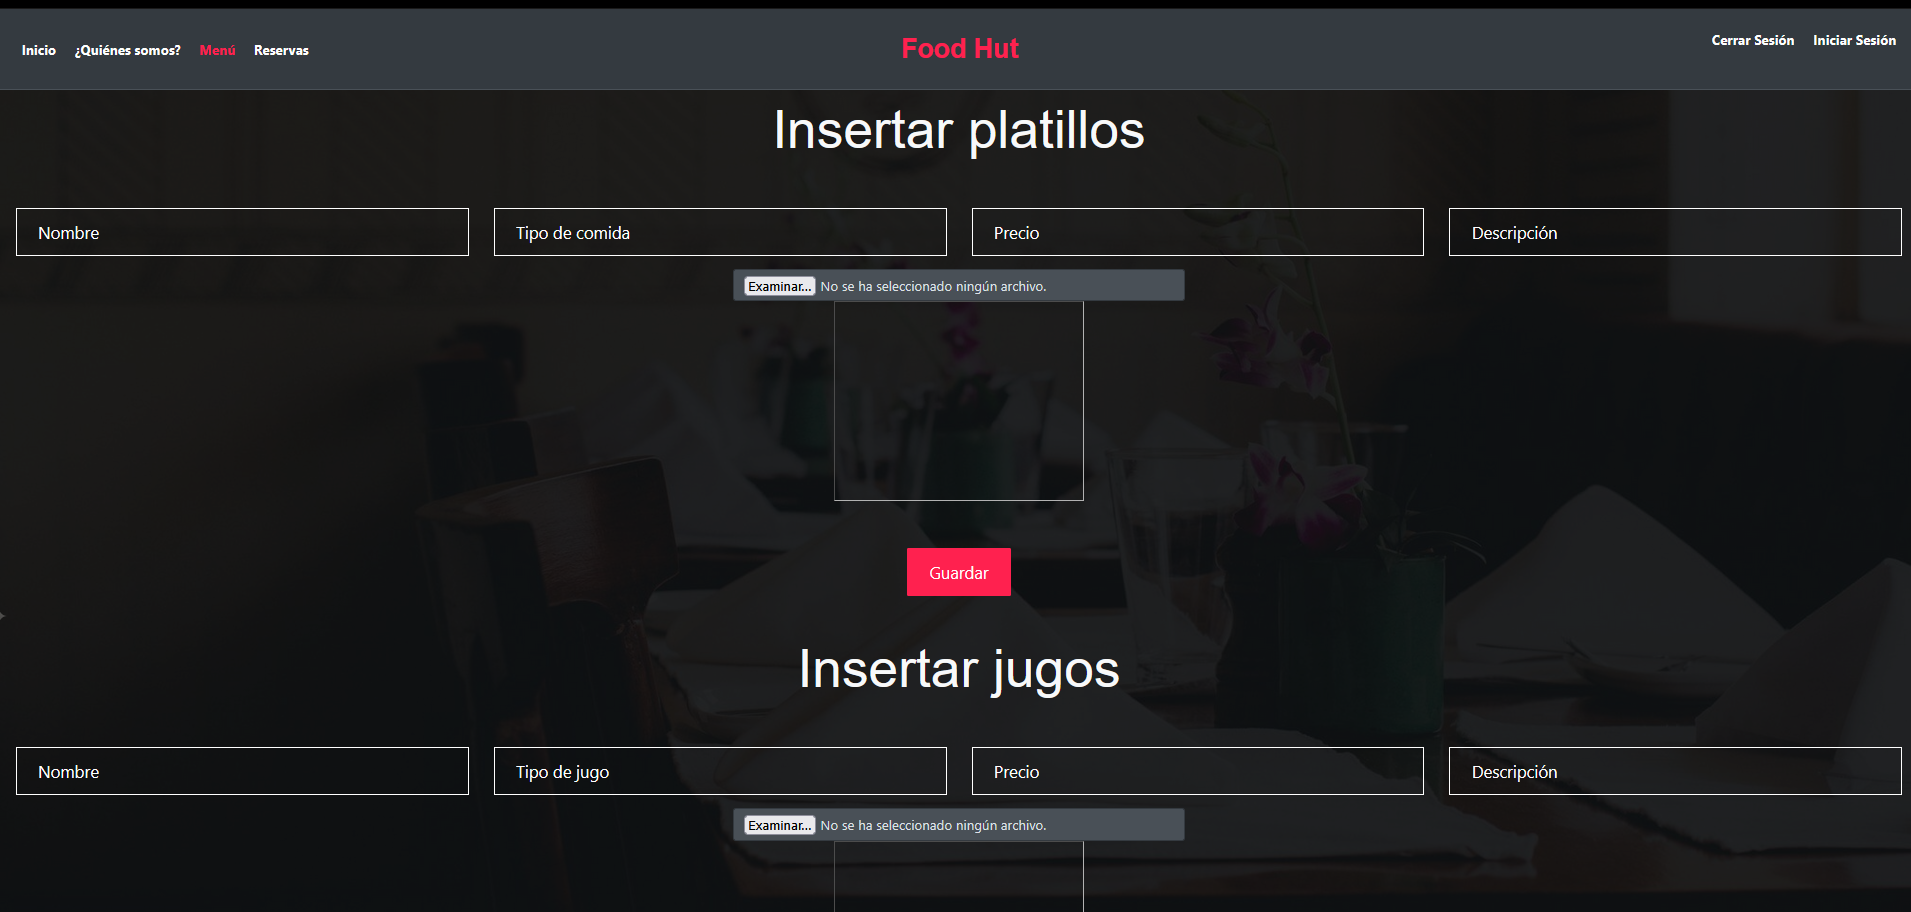 Inicio ¿Quiénes somos? Menú Reservas Food Hut Cerrar Sesión Iniciar Sesión
Insertar platillos
Nombre Tipo de comida Precio Descripción
Examinar... No se ha seleccionado ningún archivo.
Guardar
Insertar jugos
Nombre Tipo de jugo Precio Descripción
Examinar... No se ha seleccionado ningún archivo.